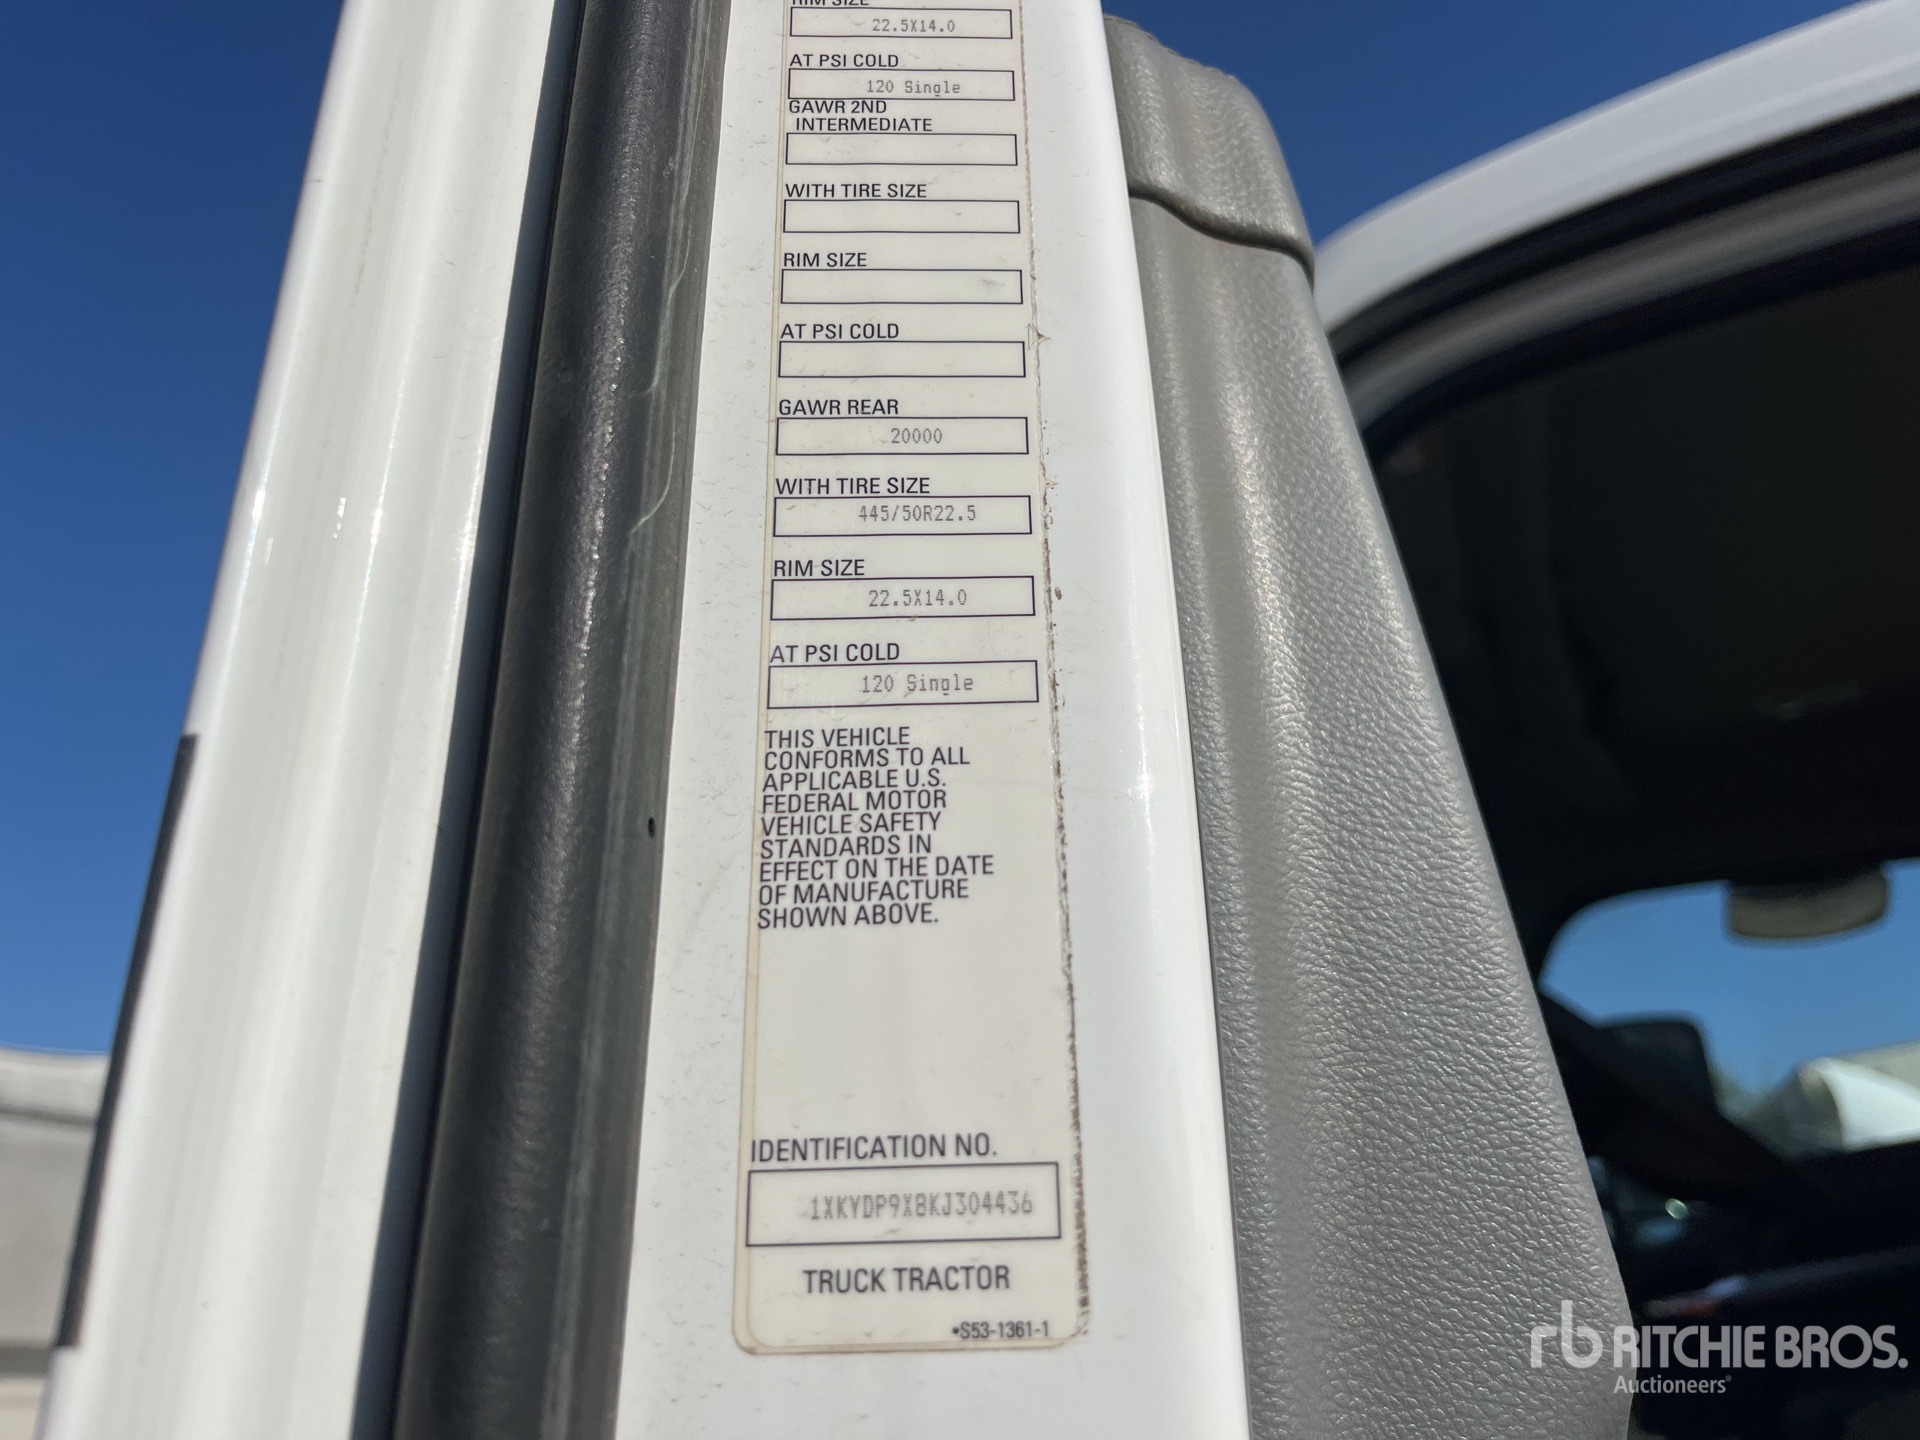 RIM SIZE
22.5X14.0
AT PSI COLD
120 Single
GAWR 2ND
INTERMEDIATE
WITH TIRE SIZE
RIM SIZE
AT PSI COLD
GAWR REAR
20000
WITH TIRE SIZE
445/50R22.5
RIM SIZE
22.5X14.0
AT PSI COLD
120 Single
THIS VEHICLE
CONFORMS TO ALL
APPLICABLE U.S.
FEDERAL MOTOR
VEHICLE SAFETY
STANDARDS IN
EFFECT ON THE DATE
OF MANUFACTURE
SHOWN ABOVE.
IDENTIFICATION NO.
1XKYDP9X8KJ304436
TRUCK TRACTOR
•S53-1361-1
rb RITCHIE BROS.
Auctioneers®